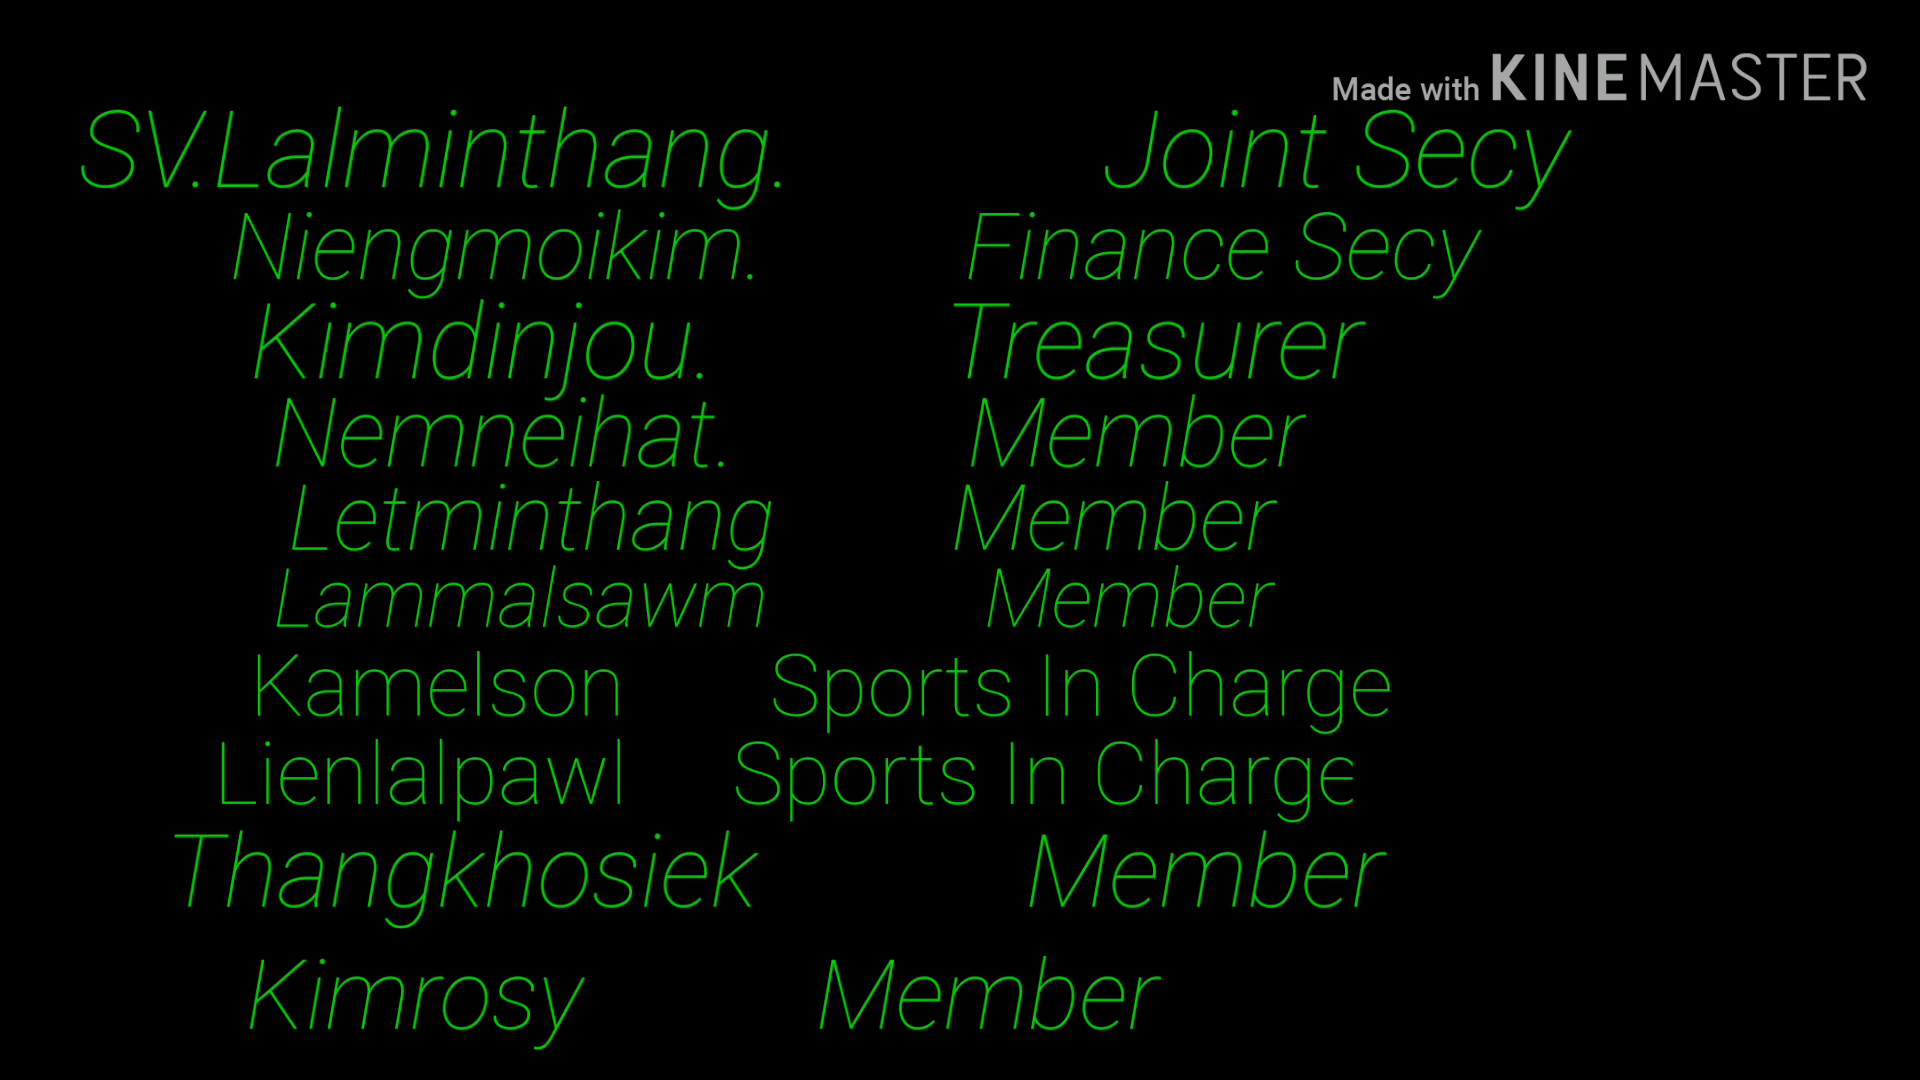 Made with KINEMASTER
SV.Lalminthang. Joint Secy
Niengmoikim. Finance Secy
Kimdinjou. Treasurer
Nemneihat. Member
Letminthang Member
Lammalsawm Member
Kamelson Sports In Charge
Lienlalpawl Sports In Charge
Thangkhosiek Member
Kimrosy Member